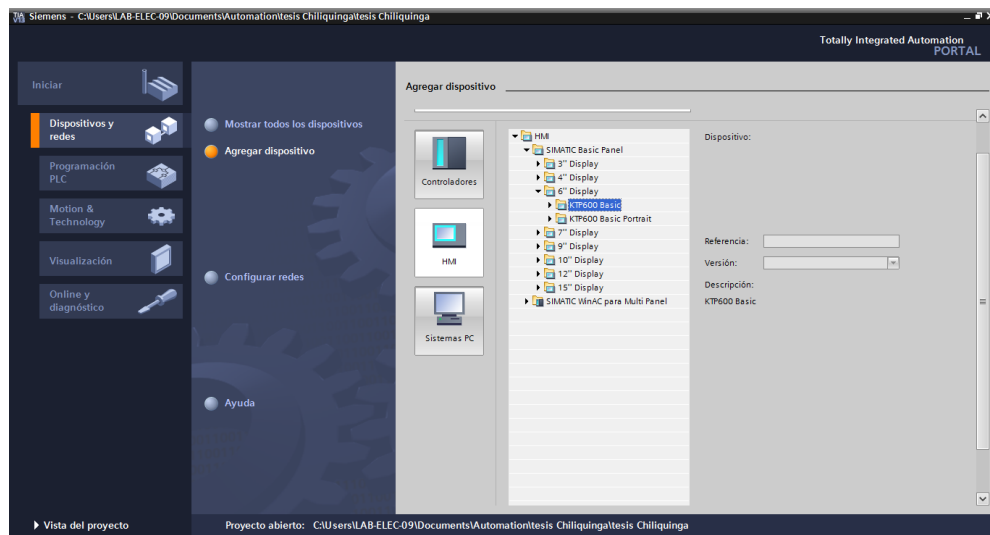 Siemens - C:\Users\LAB-ELEC-09\Documents\Automation\tesis Chiliquinga\tesis Chiliquinga
Totally Integrated Automation
PORTAL
Iniciar
Dispositivos y
redes
Programación
PLC
Motion &
Technology
Visualización
Online y
diagnóstico
Mostrar todos los dispositivos
Agregar dispositivo
Configurar redes
Ayuda
Agregar dispositivo
Controladores
HMI
Sistemas PC
HMI
SIMATIC Basic Panel
3" Display
4" Display
6" Display
KTP600 Basic
KTP600 Basic Portrait
7" Display
9" Display
10" Display
12" Display
15" Display
SIMATIC WinAC para Multi Panel
Dispositivo:
Referencia:
Versión:
Descripción:
KTP600 Basic
Vista del proyecto
Proyecto abierto: C:\Users\LAB-ELEC-09\Documents\Automation\tesis Chiliquinga\tesis Chiliquinga